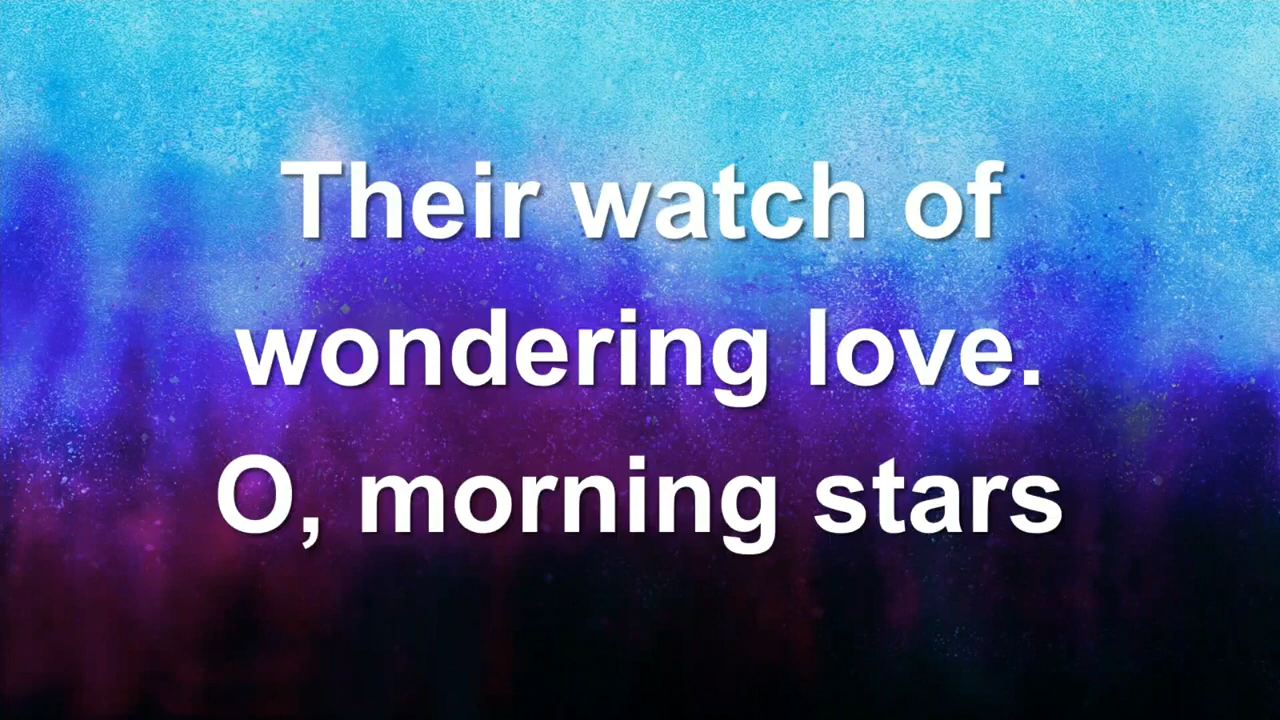 Their watch of
wondering love.
O, morning stars